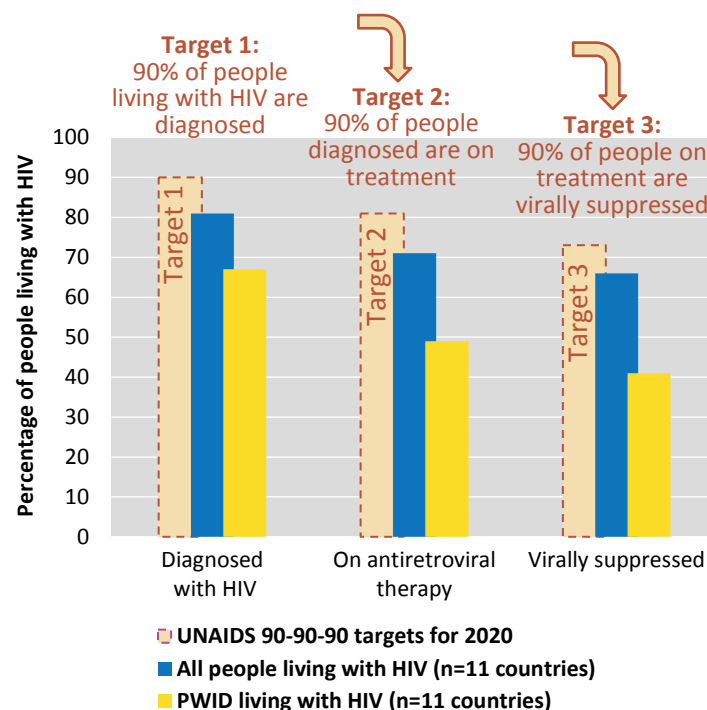 Target 1:
90% of people
living with HIV are
diagnosed
Target 2:
90% of people
diagnosed are on
treatment
Target 3:
90% of people on
treatment are
virally suppressed
Percentage of people living with HIV
100
90
80
70
60
50
40
30
20
10
0
Target 1
Target 2
Target 3
Diagnosed
with HIV
On antiretroviral
therapy
Virally suppressed
UNAIDS 90-90-90 targets for 2020
All people living with HIV (n=11 countries)
PWID living with HIV (n=11 countries)